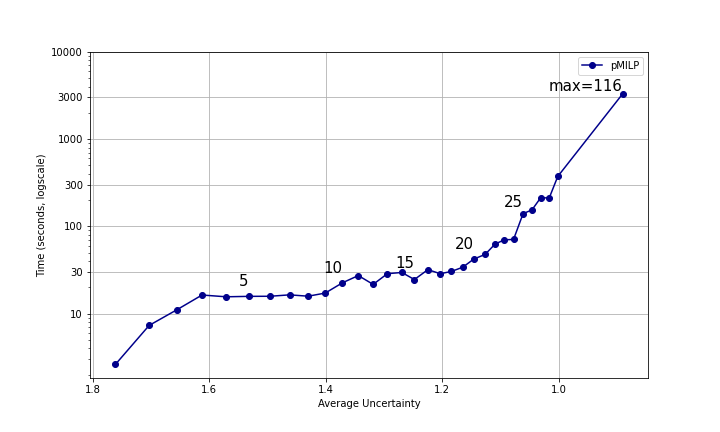 10000
3000
1000
300
100
30
10
Time (seconds, logscale)
pMILP
max=116
25
20
15
10
5
1.8 1.6 1.4 1.2 1.0
Average Uncertainty